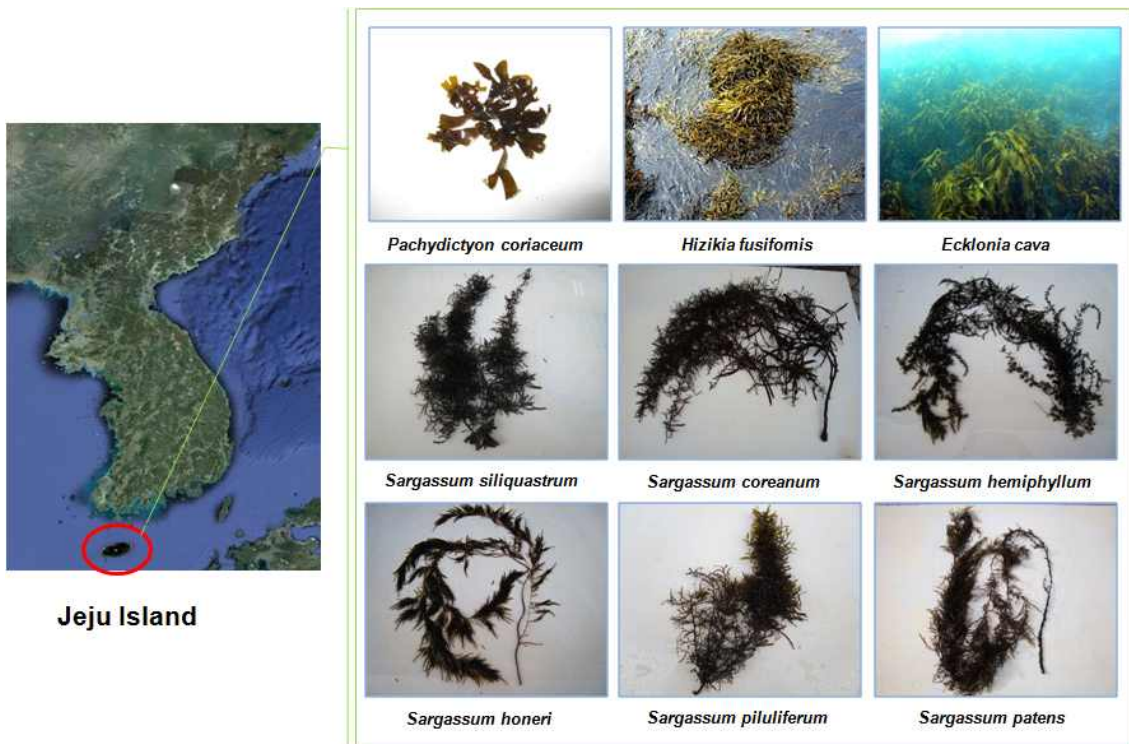 Pachydictyon coriaceum
Hizikia fusifomis
Ecklonia cava
Sargassum siliquastrum
Sargassum coreanum
Sargassum hemiphyllum
Sargassum honeri
Sargassum piluliferum
Sargassum patens
Jeju Island